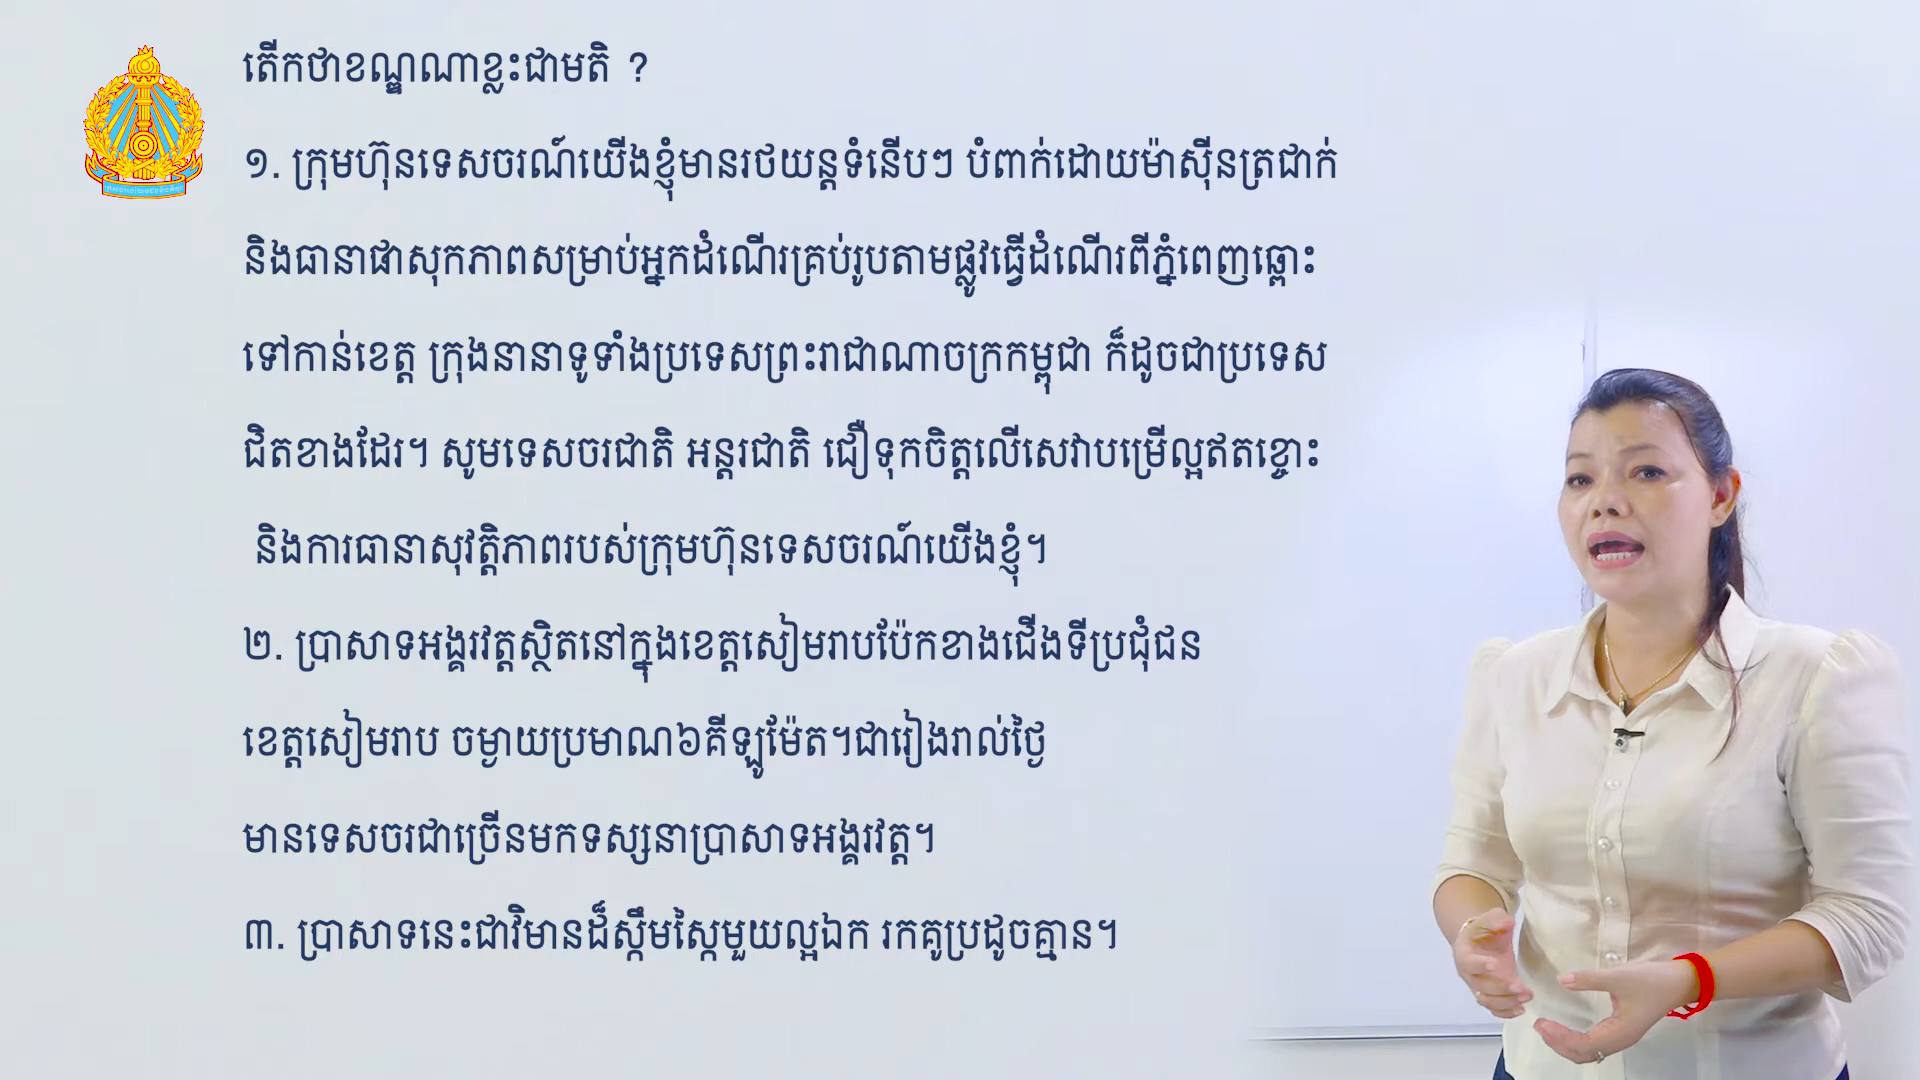 តើកថាខណ្ឌណាខ្លះជាមតិ ?
១. ក្រុមហ៊ុនទេសចរណ៍យើងខ្ញុំមានរថយន្តទំនើបៗ បំពាក់ដោយម៉ាស៊ីនត្រជាក់
និងធានាផាសុកភាពសម្រាប់អ្នកដំណើរគ្រប់រូបតាមផ្លូវធ្វើដំណើរពីភ្នំពេញឆ្ពោះ
ទៅកាន់ខេត្ត ក្រុងនានាទូទាំងប្រទេសព្រះរាជាណាចក្រកម្ពុជា ក៏ដូចជាប្រទេស
ជិតខាងដែរ។ សូមទេសចរជាតិ អន្តរជាតិ ជឿទុកចិត្តលើសេវាបម្រើល្អឥតខ្ចោះ
និងការធានាសុវត្ថិភាពរបស់ក្រុមហ៊ុនទេសចរណ៍យើងខ្ញុំ។
២. ប្រាសាទអង្គរវត្តស្ថិតនៅក្នុងខេត្តសៀមរាបប៉ែកខាងជើងទីប្រជុំជន
ខេត្តសៀមរាប ចម្ងាយប្រមាណ៦គីឡូម៉ែត។ជារៀងរាល់ថ្ងៃ
មានទេសចរជាច្រើនមកទស្សនាប្រាសាទអង្គរវត្ត។
៣. ប្រាសាទនេះជាវិមានដ៏ស្កឹមស្កៃមួយល្អឯក រកគូប្រដូចគ្មាន។